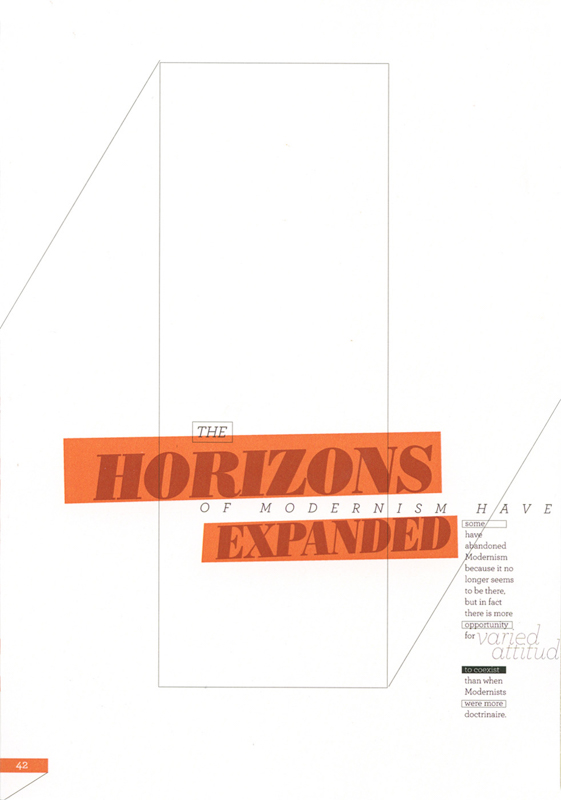 THE
HORIZONS
OF MODERNISM HAVE
EXPANDED
some
have
abandoned
Modernism
because it no
longer seems
to be there,
but in fact
there is more
opportunity
for varied
attitud
to coexist
than when
Modernists
were more
doctrinaire.
42